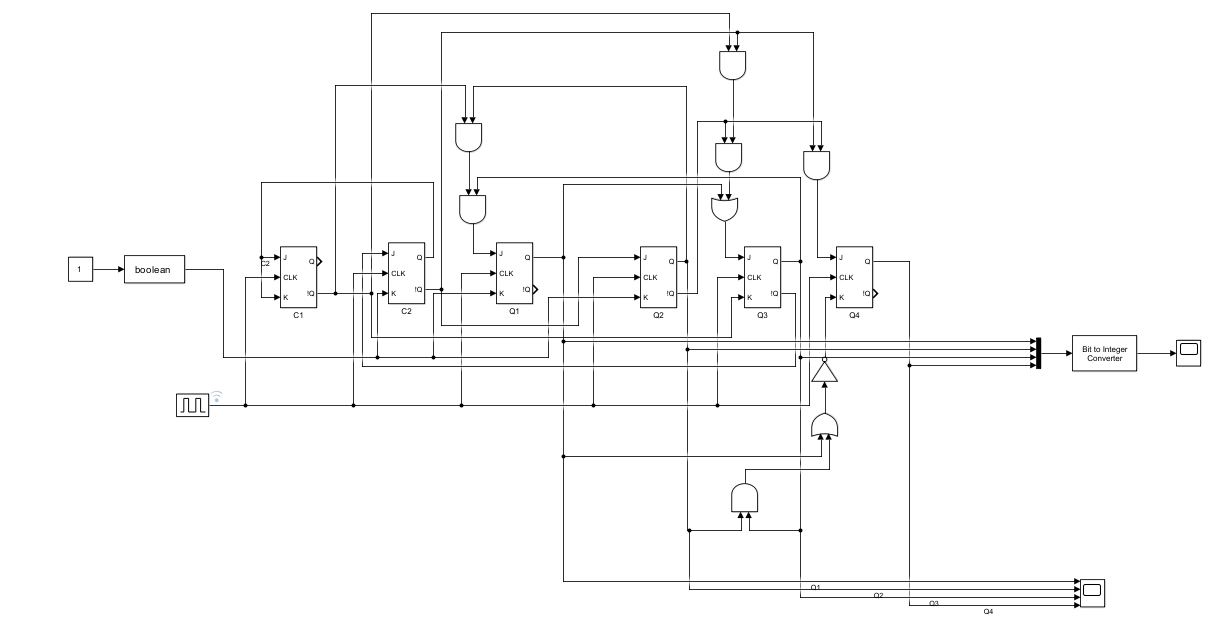 1
boolean
C2
J
Q
CLK
K
!Q
C1
J
Q
CLK
K
!Q
C2
J
Q
CLK
K
!Q
Q1
J
Q
CLK
K
!Q
Q2
J
Q
CLK
K
!Q
Q3
J
Q
CLK
K
!Q
Q4
Bit to Integer
Converter
Q1
Q2
Q3
Q4